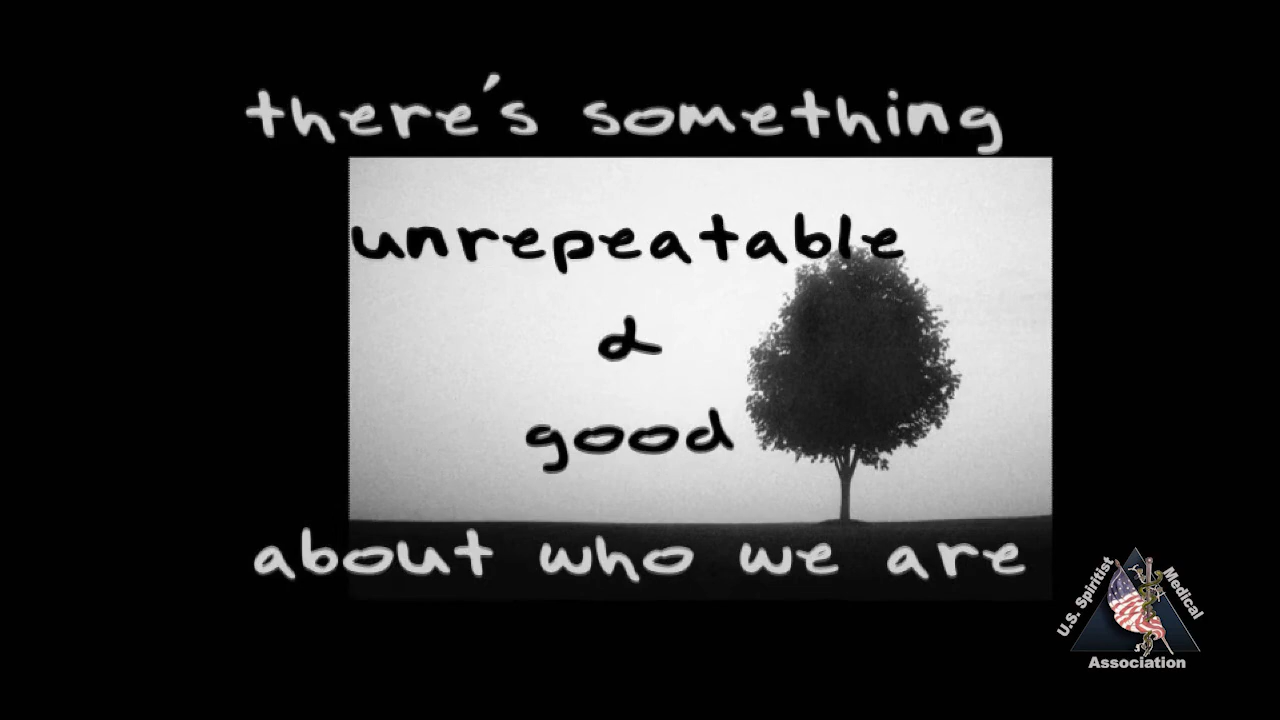 there's something
unrepeatable
&
good
about who we are
U.S. Spiritist
Medical
Association